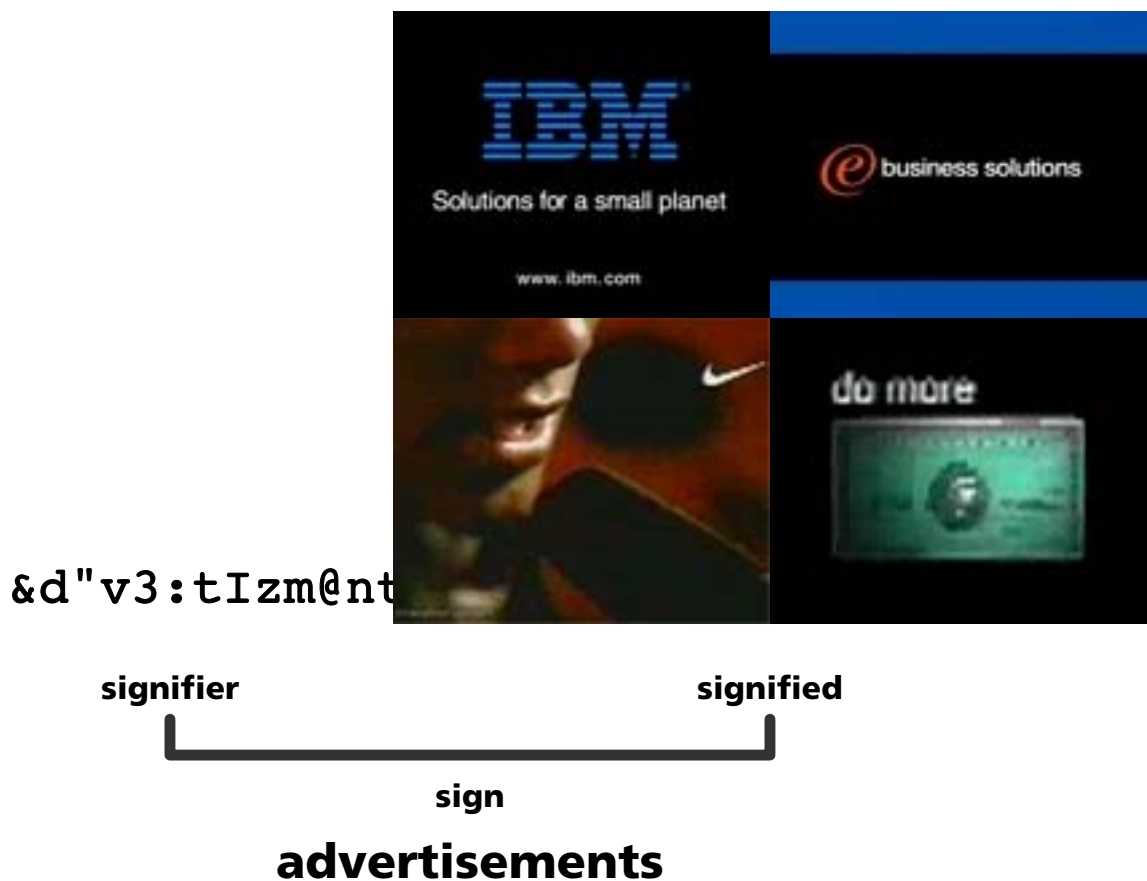 IBM
Solutions for a small planet
www.ibm.com
e business solutions
do more
&d"v3:tIzm@nt
signifier signified
sign
advertisements